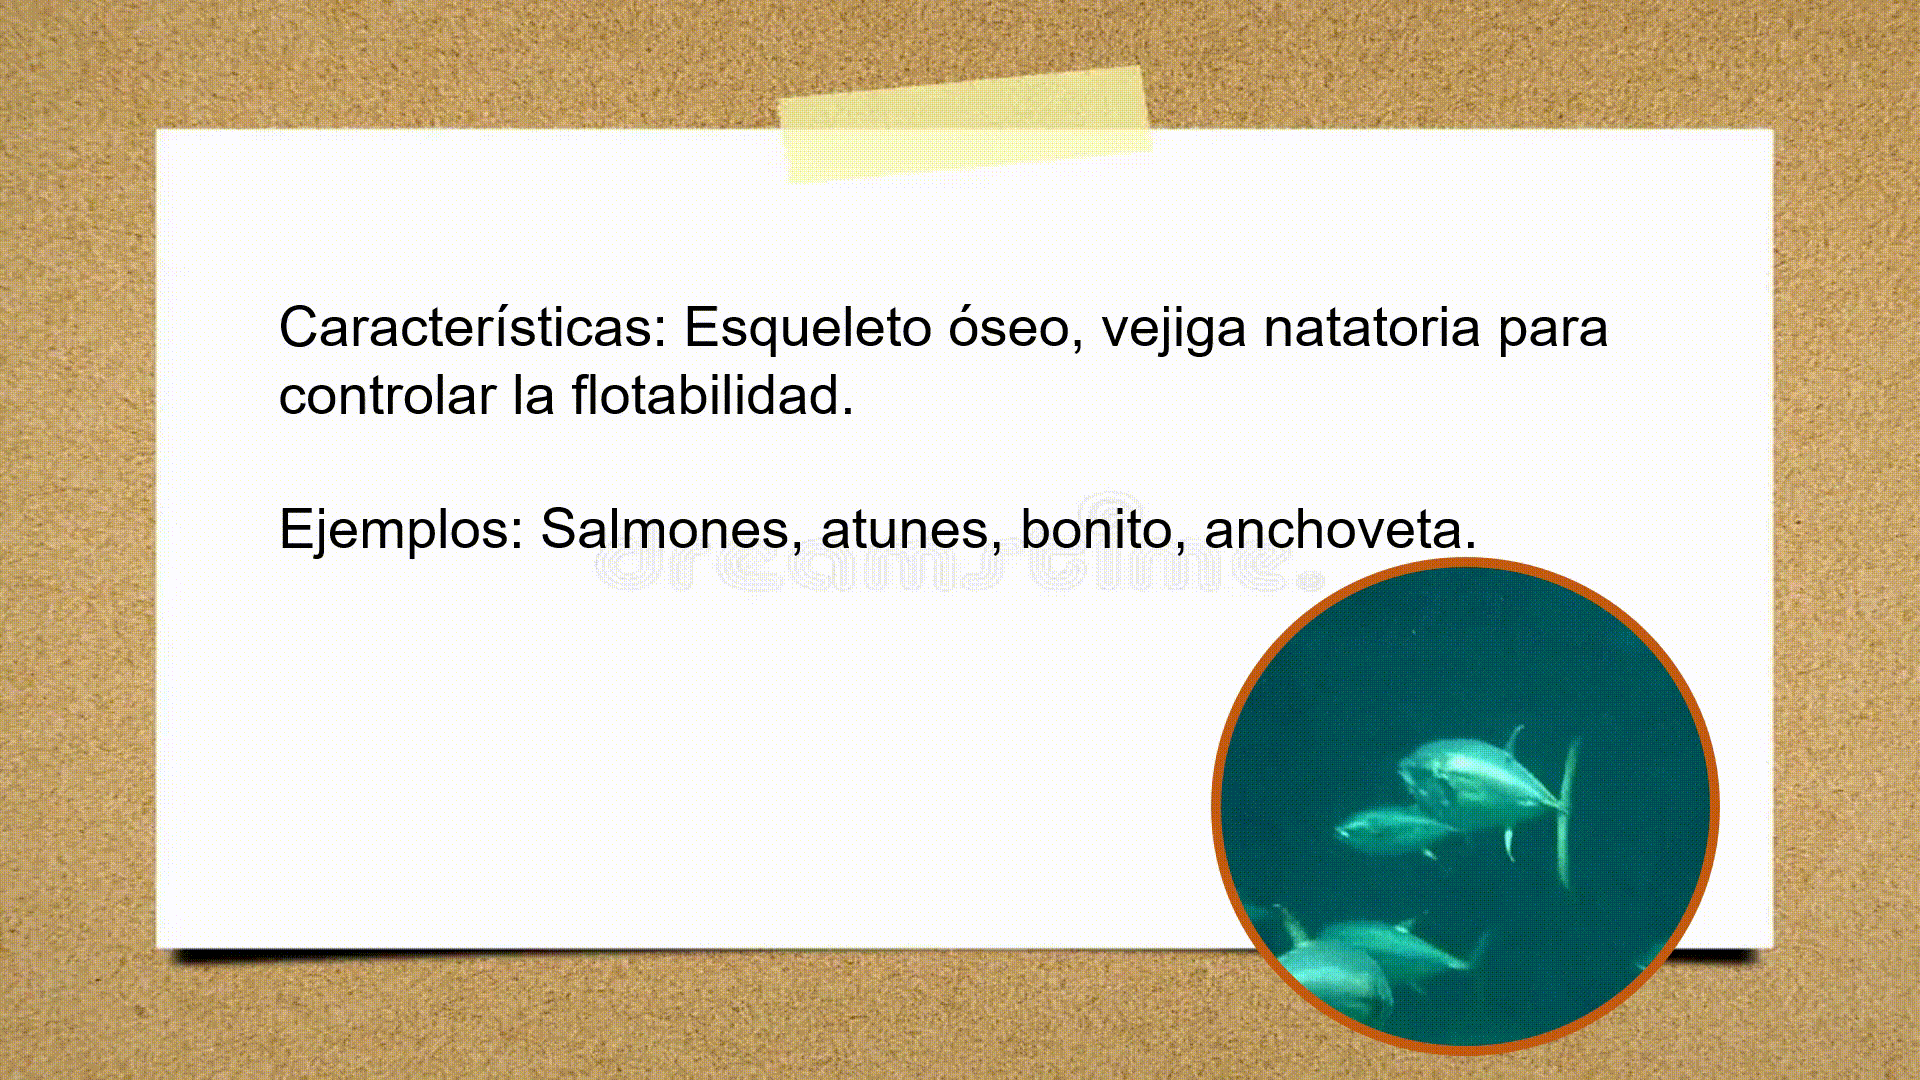 Características: Esqueleto óseo, vejiga natatoria para
controlar la flotabilidad.
Ejemplos: Salmones, atunes, bonito, anchoveta.
dreamstime.